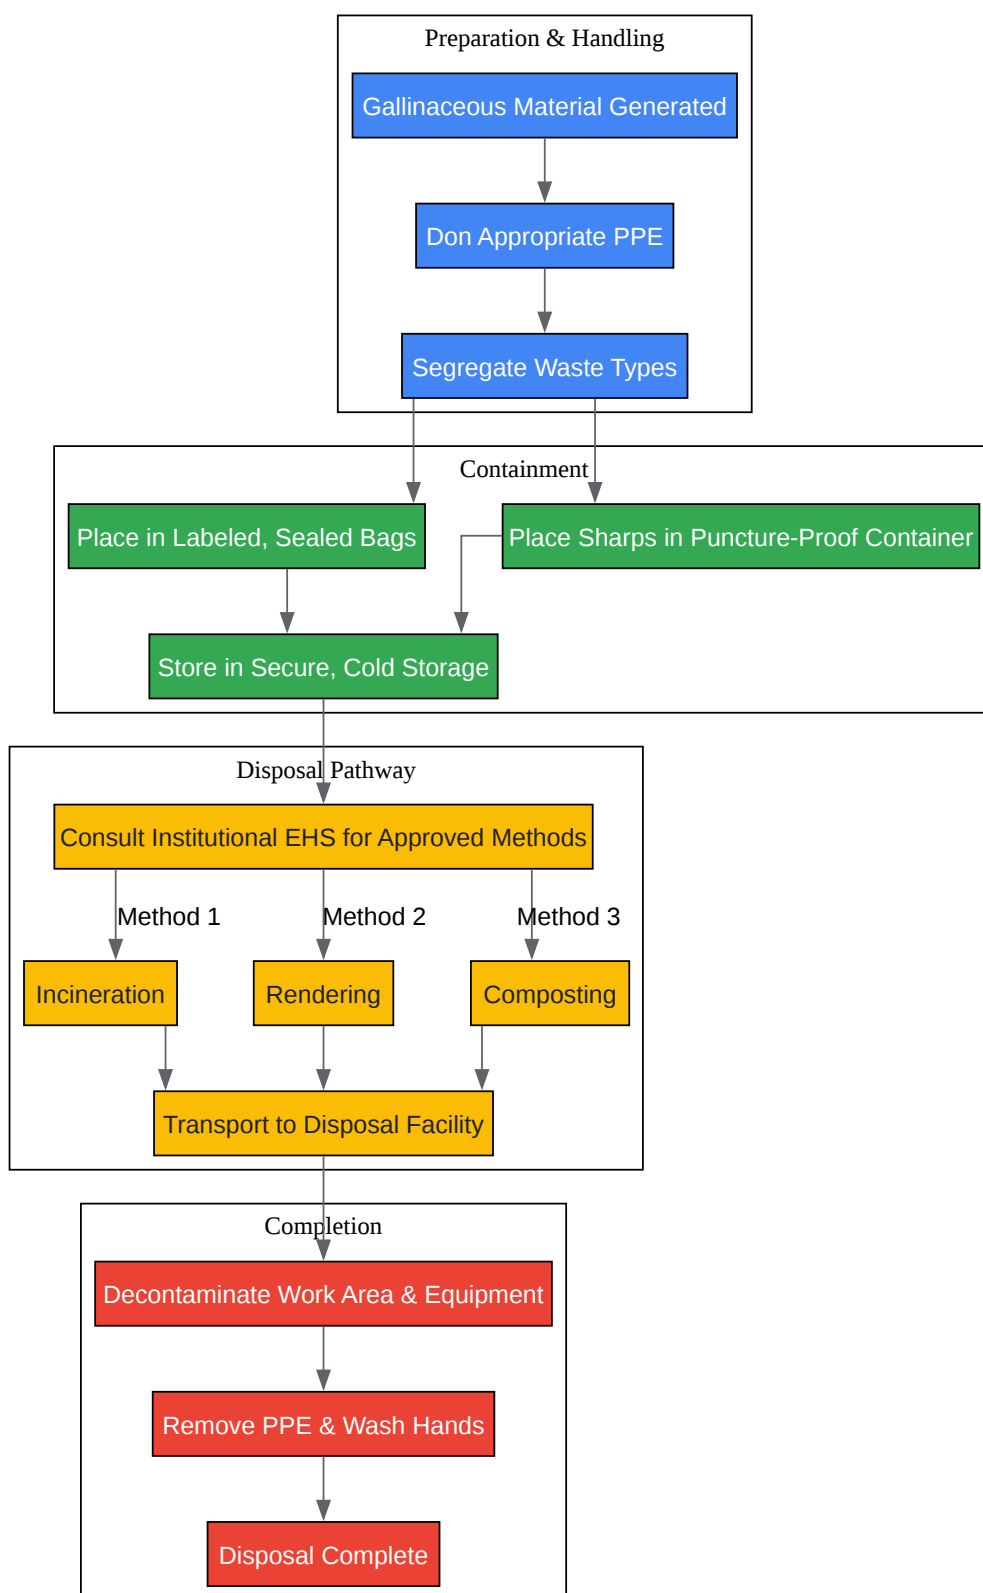 Preparation & Handling
Gallinaceous Material Generated
Don Appropriate PPE
Segregate Waste Types
Containment
Place in Labeled, Sealed Bags
Place Sharps in Puncture-Proof Container
Store in Secure, Cold Storage
Disposal Pathway
Consult Institutional EHS for Approved Methods
Method 1
Method 2
Method 3
Incineration
Rendering
Composting
Transport to Disposal Facility
Completion
Decontaminate Work Area & Equipment
Remove PPE & Wash Hands
Disposal Complete